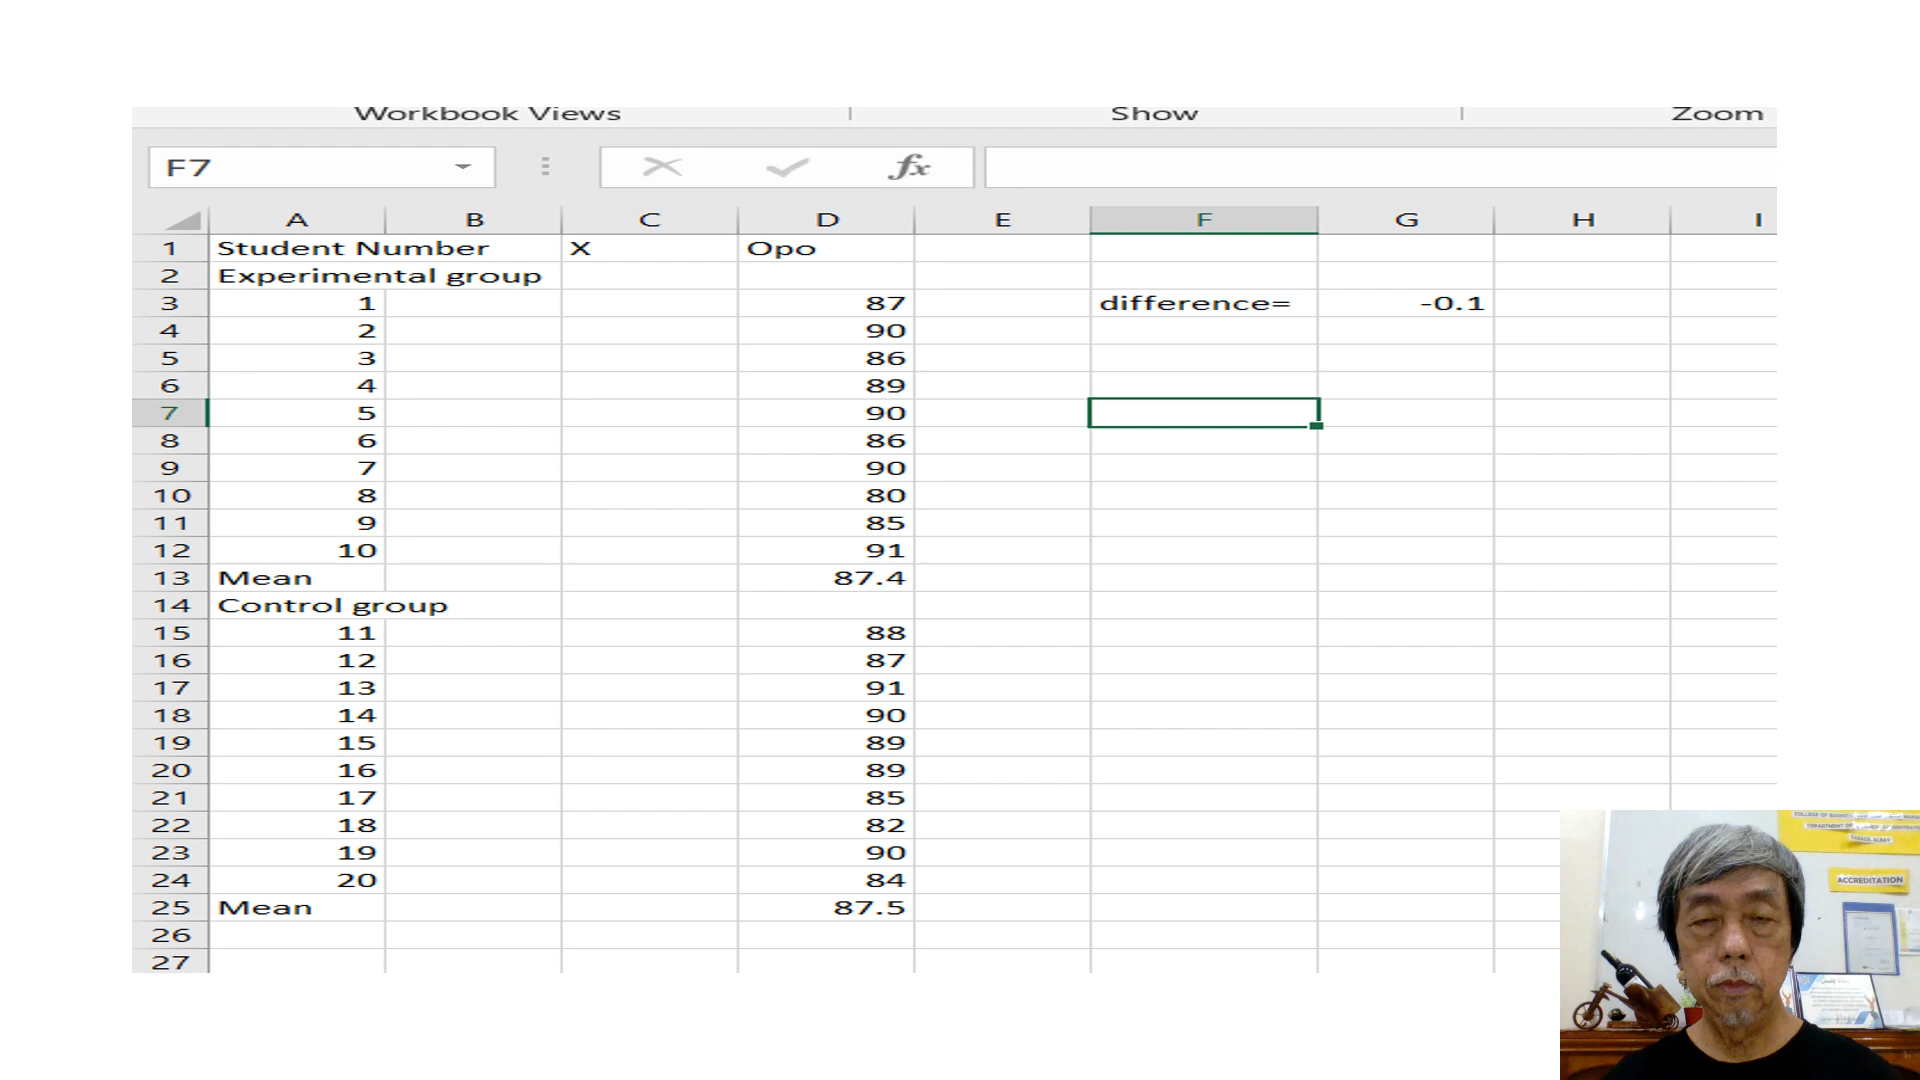 Workbook Views Show Zoom
F7 fx
A B C D E F G H I
1 Student Number X Opo
2 Experimental group
3 1 87 difference= -0.1
4 2 90
5 3 86
6 4 89
7 5 90
8 6 86
9 7 90
10 8 80
11 9 85
12 10 91
13 Mean 87.4
14 Control group
15 11 88
16 12 87
17 13 91
18 14 90
19 15 89
20 16 89
21 17 85
22 18 82
23 19 90
24 20 84
25 Mean 87.5
26
27
COLLEGE OF
DEPARTMENT OF
ACCREDITATION